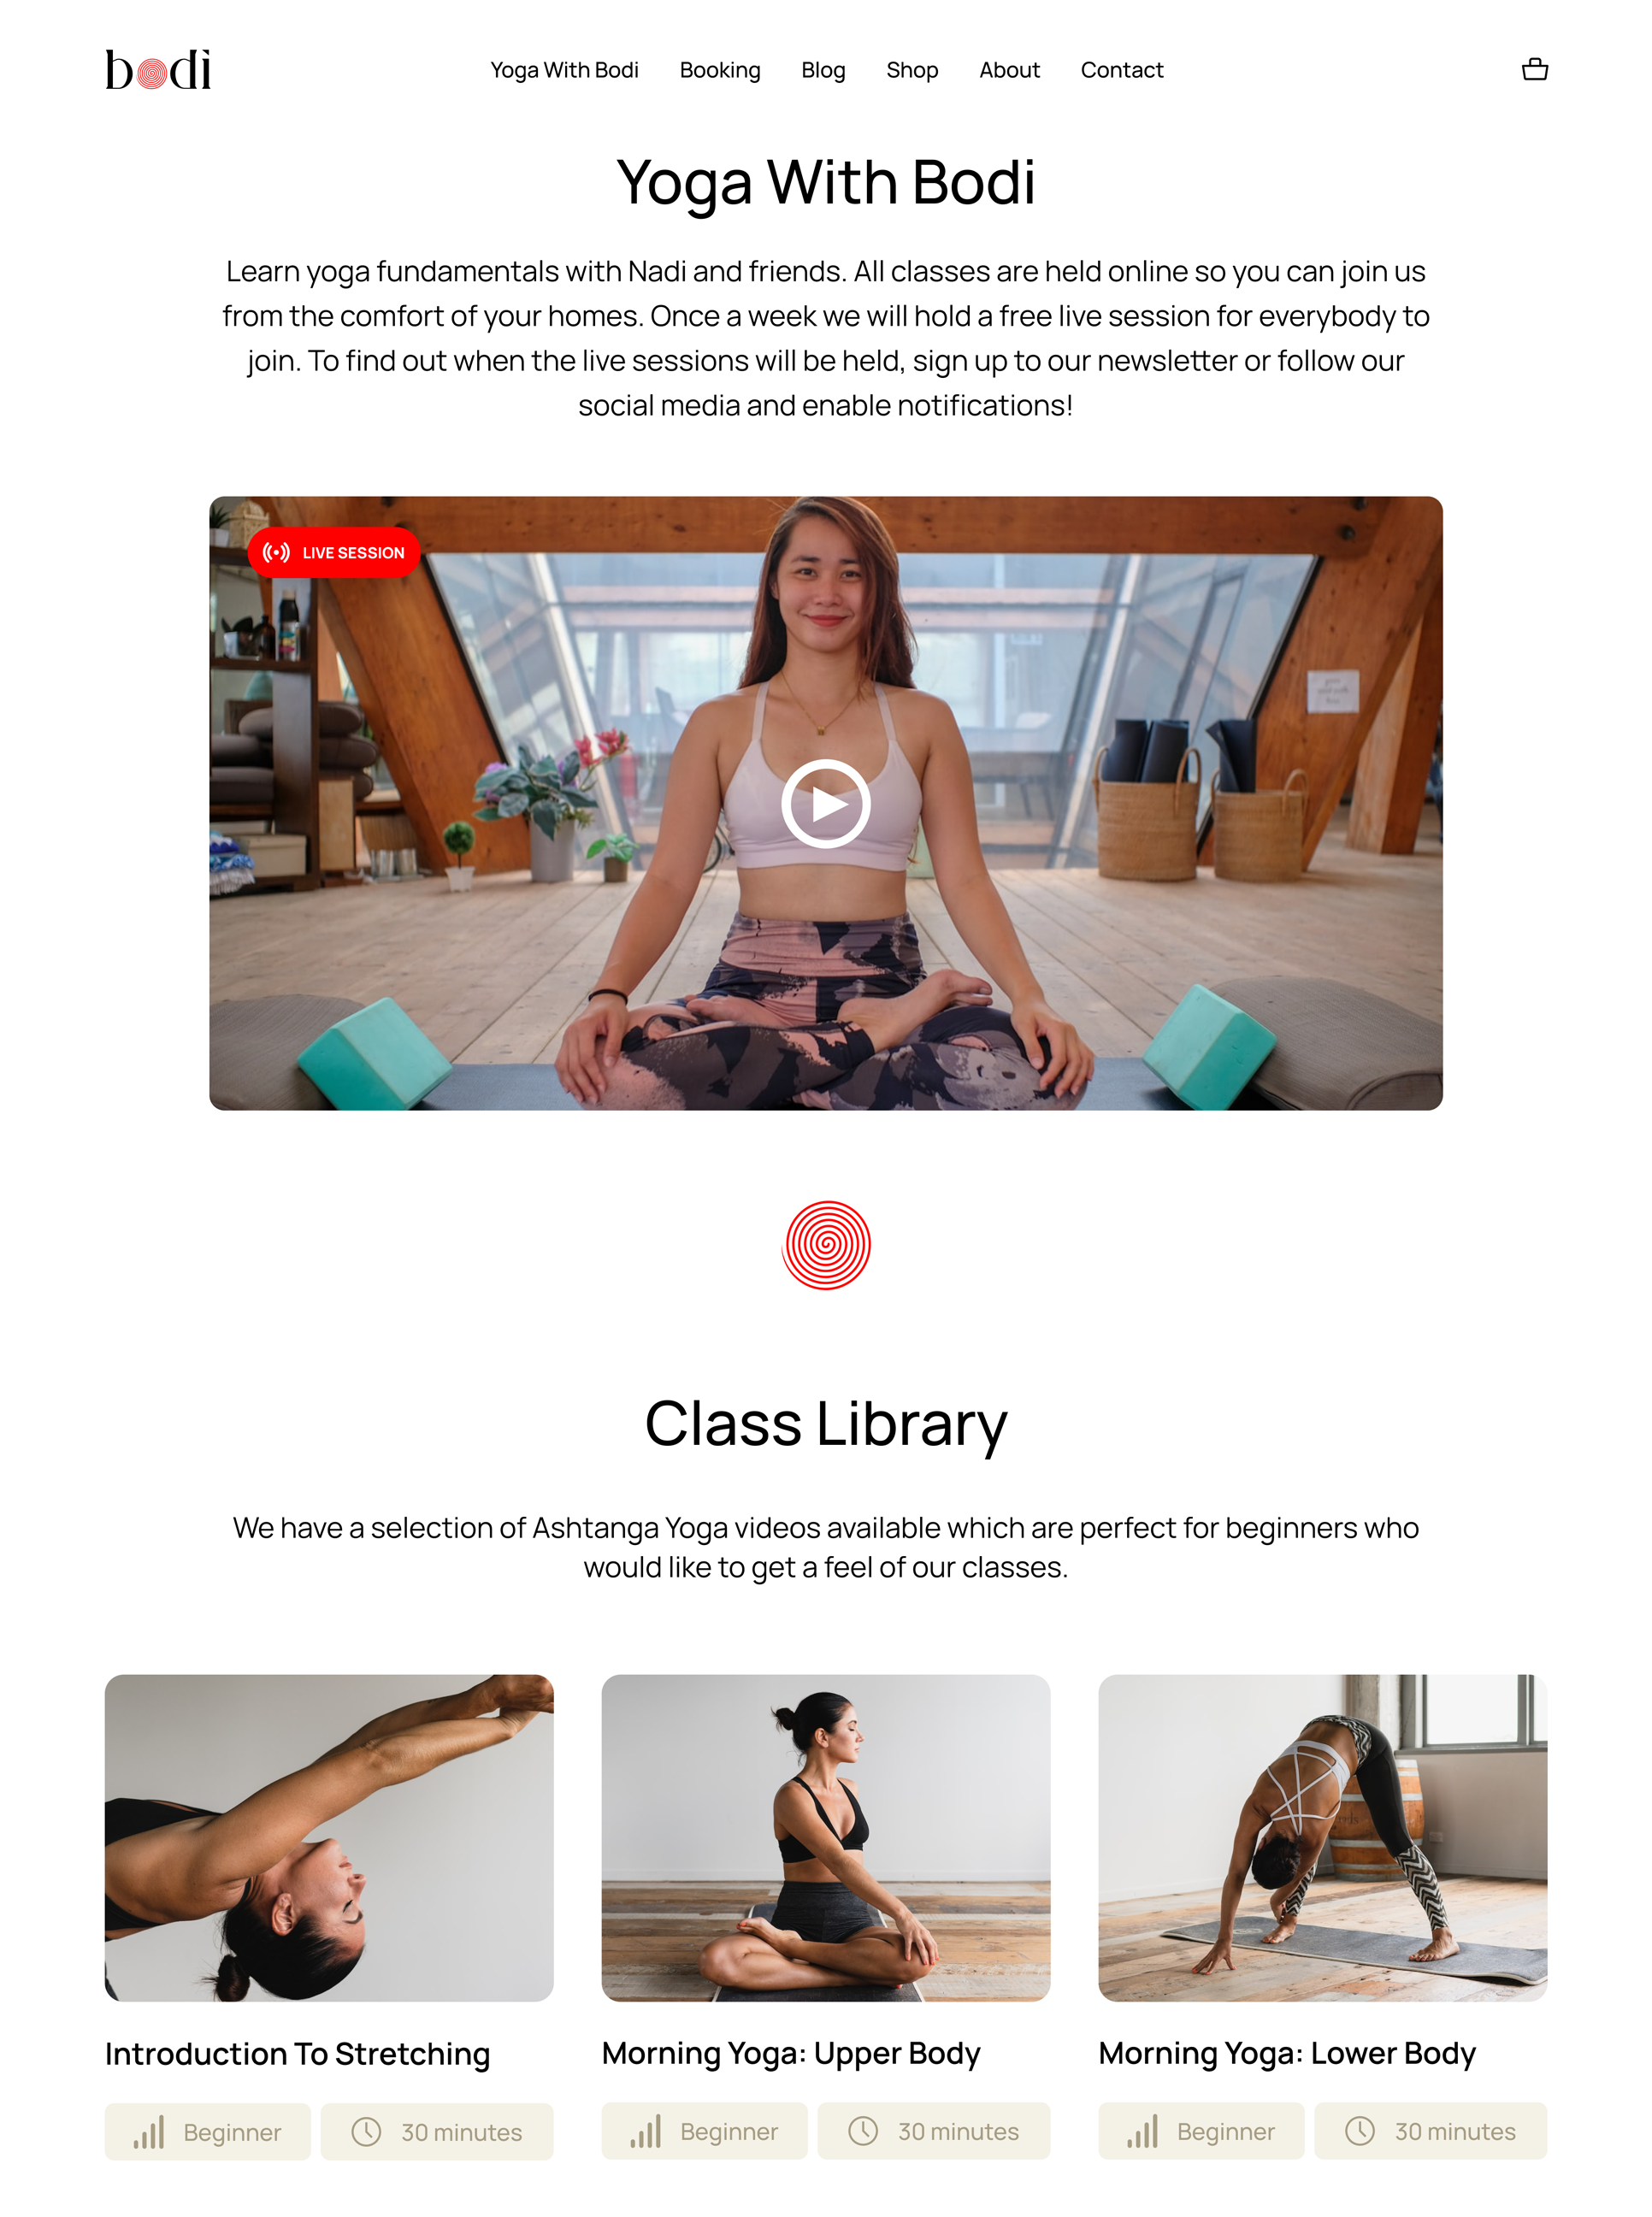 bodi
Yoga With Bodi Booking Blog Shop About Contact
Yoga With Bodi
Learn yoga fundamentals with Nadi and friends. All classes are held online so you can join us
from the comfort of your homes. Once a week we will hold a free live session for everybody to
join. To find out when the live sessions will be held, sign up to our newsletter or follow our
social media and enable notifications!
LIVE SESSION
Class Library
We have a selection of Ashtanga Yoga videos available which are perfect for beginners who
would like to get a feel of our classes.
Introduction To Stretching
Beginner 30 minutes
Morning Yoga: Upper Body
Beginner 30 minutes
Morning Yoga: Lower Body
Beginner 30 minutes